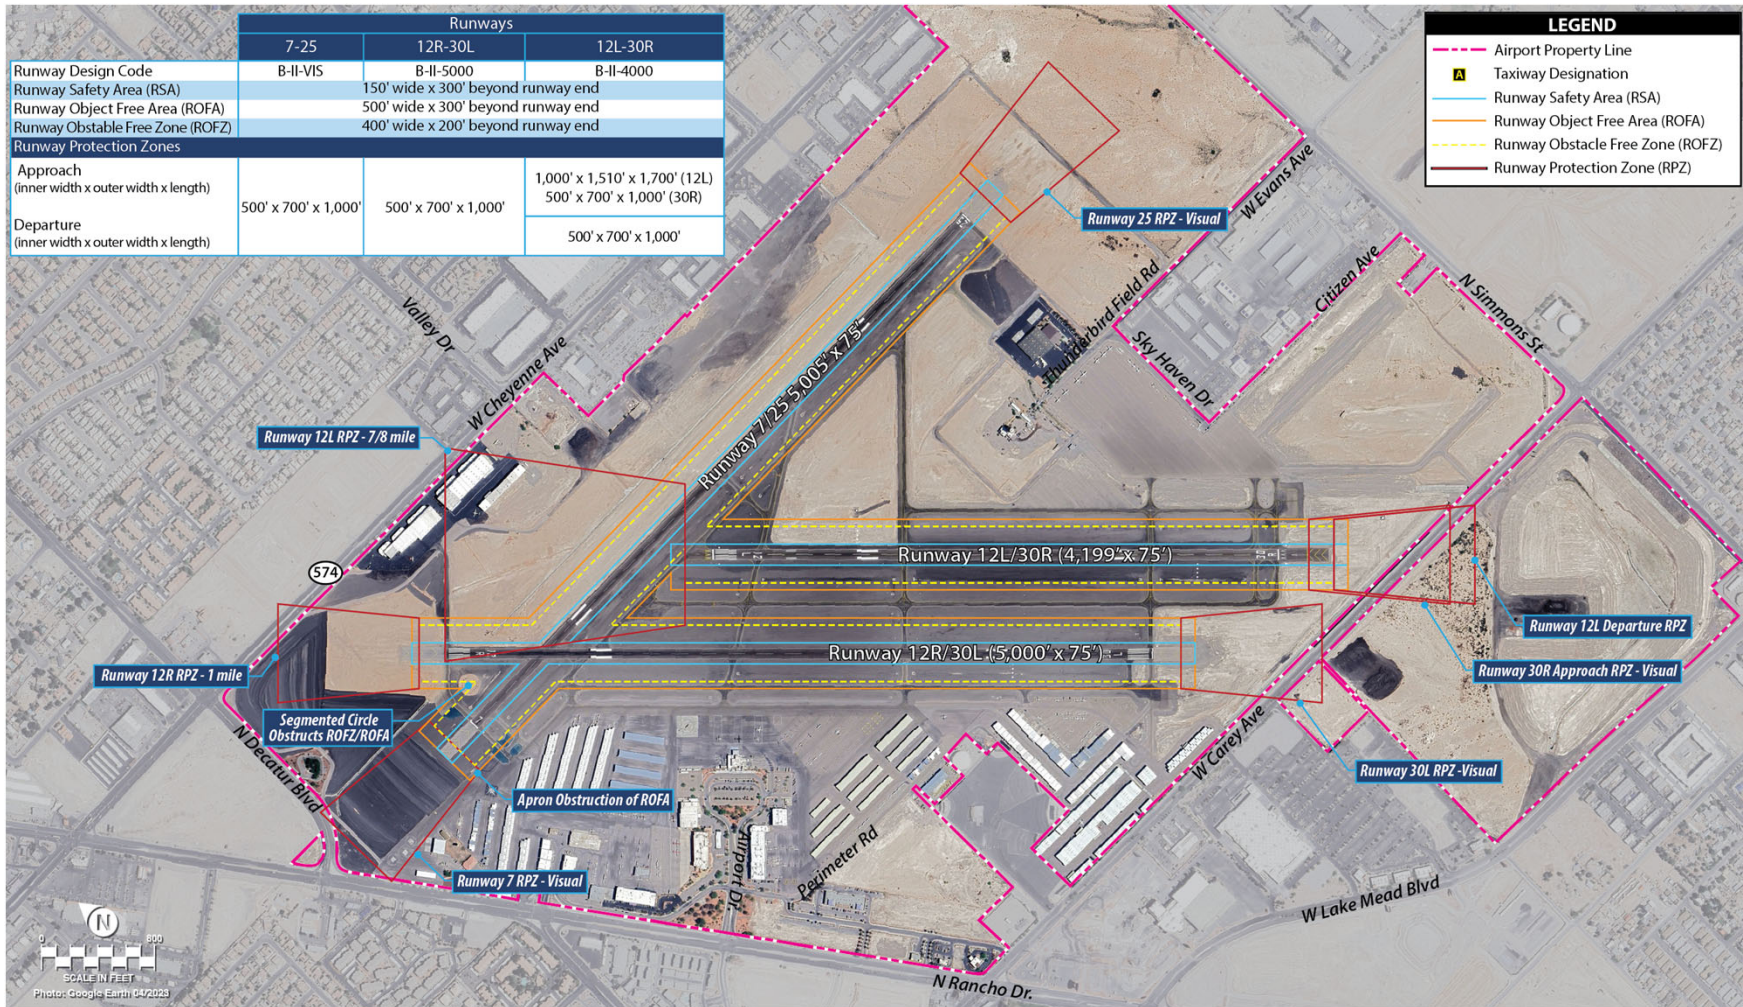 Runways
7-25 12R-30L 12L-30R
Runway Design Code B-II-VIS B-II-5000 B-II-4000
Runway Safety Area (RSA) 150' wide x 300' beyond runway end
Runway Object Free Area (ROFA) 500' wide x 300' beyond runway end
Runway Obstable Free Zone (ROFZ) 400' wide x 200' beyond runway end
Runway Protection Zones
Approach
(inner width x outer width x length)
1,000' x 1,510' x 1,700' (12L)
500' x 700' x 1,000' (30R)
500' x 700' x 1,000' 500' x 700' x 1,000'
Departure
(inner width x outer width x length)
500' x 700' x 1,000'
LEGEND
Airport Property Line
A Taxiway Designation
Runway Safety Area (RSA)
Runway Object Free Area (ROFA)
Runway Obstacle Free Zone (ROFZ)
Runway Protection Zone (RPZ)
W Evans Ave
Runway 25 RPZ - Visual
Citizen Ave
N Simmons St
Thunderbird Field Rd
Sky Haven Dr
Valley Dr
W Cheyenne Ave
Runway 7/25 5,005' x 75'
Runway 12L RPZ - 7/8 mile
574
Runway 12L/30R (4,199' x 75')
Runway 12R/30L (5,000' x 75')
Runway 12L Departure RPZ
Runway 30R Approach RPZ - Visual
Runway 12R RPZ - 1 mile
Segmented Circle
Obstructs ROFZ/ROFA
N Decatur Blvd
W Carey Ave
Runway 30L RPZ -Visual
Apron Obstruction of ROFA
Airport Dr.
Perimeter Rd
Runway 7 RPZ - Visual
W Lake Mead Blvd
N Rancho Dr.
N
0 800
SCALE IN FEET
Photo: Google Earth 04/2023